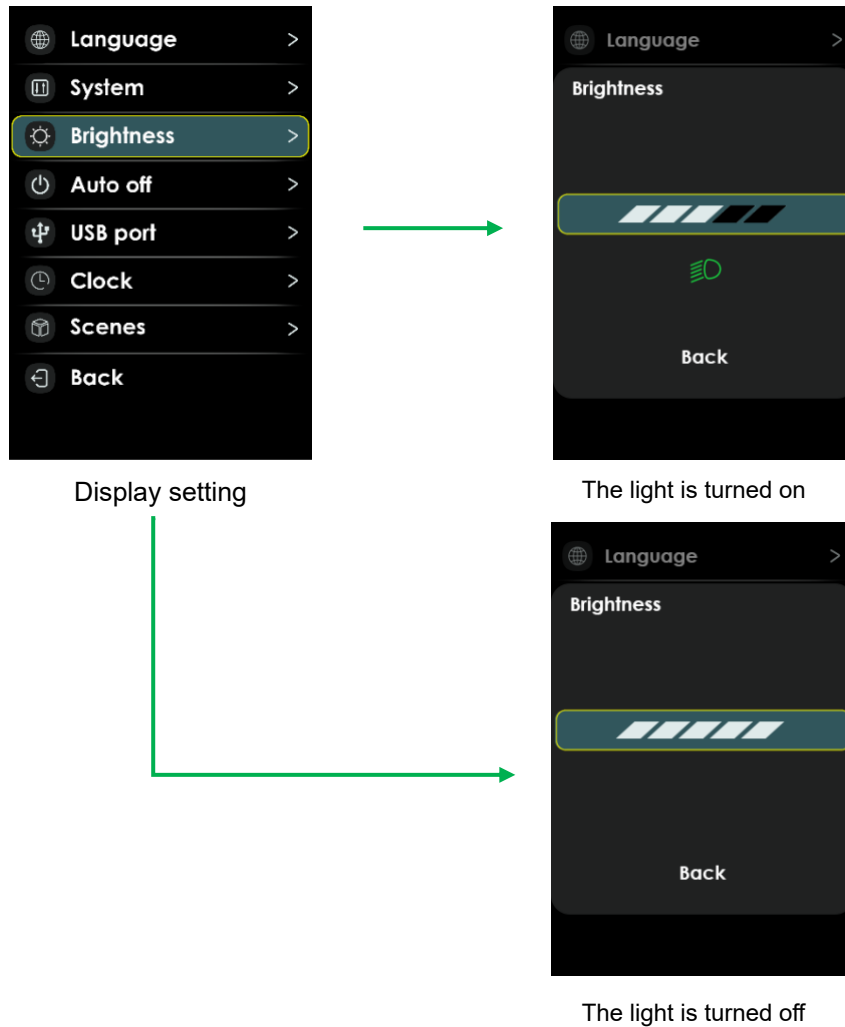 Language >
System >
Brightness >
Auto off >
USB port >
Clock >
Scenes >
Back
Display setting
Language >
Brightness
Back
The light is turned on
Language >
Brightness
Back
The light is turned off